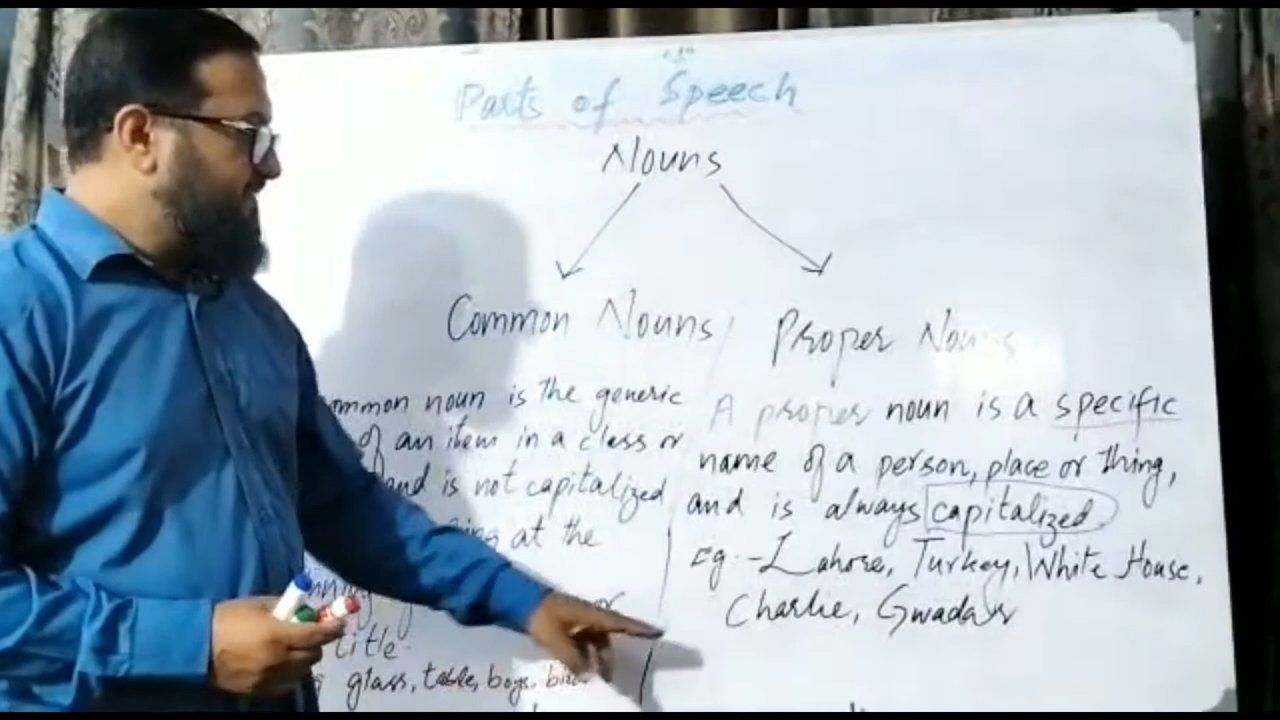 Parts of Speech
Nouns
Common Nouns
Proper Nouns
noun is the generic
of an item in a class or
and is not capitalized
at the
or
title.
glass, table, boys,
A proper noun is a specific
name of a person, place or thing,
and is always capitalized.
Eg:- Lahore, Turkey, White House,
Charlie, Gwadar